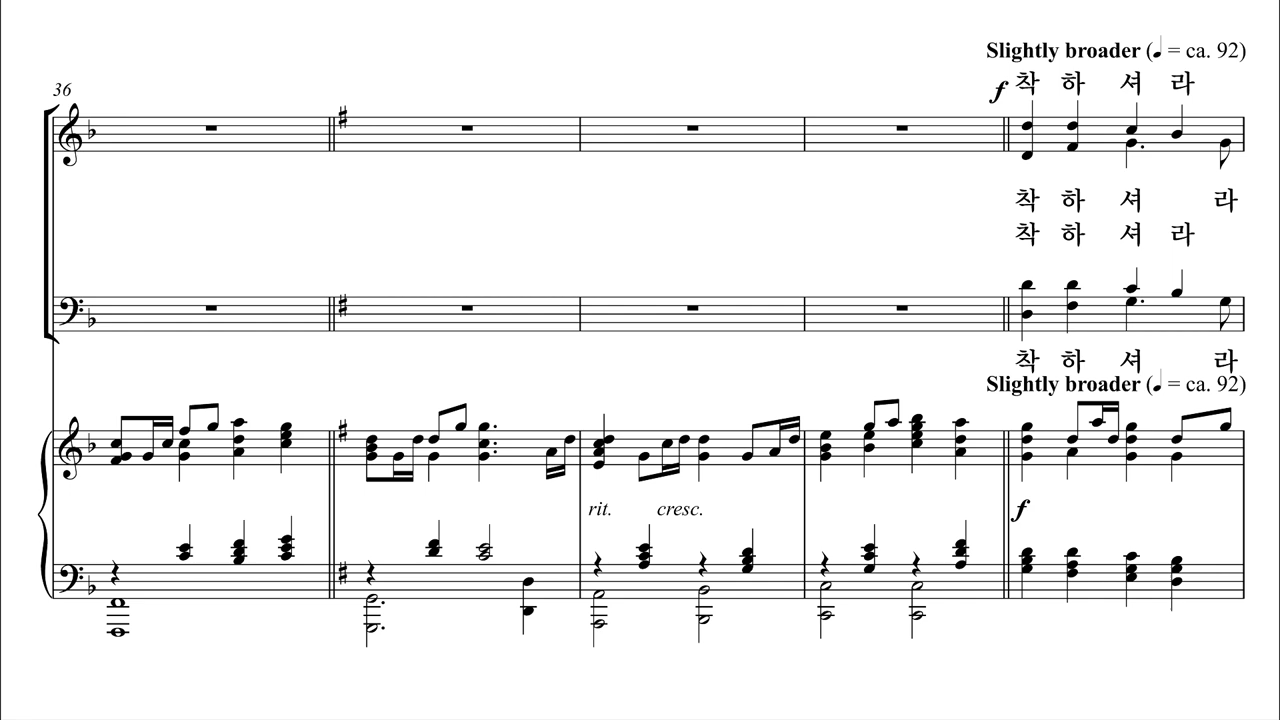 Slightly broader (♩ = ca. 92)
36
f 착 하 셔 라
착 하 셔 라
착 하 셔 라
착 하 셔 라
Slightly broader (♩ = ca. 92)
rit. cresc. f